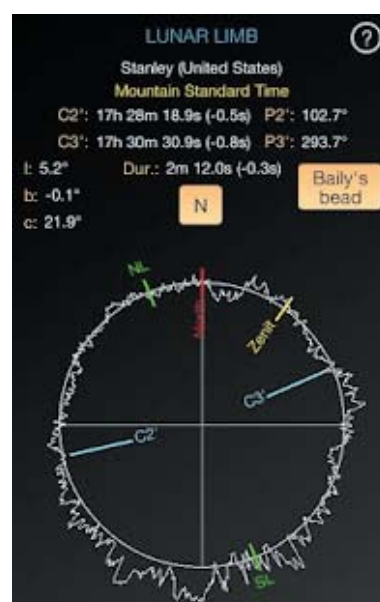 LUNAR LIMB
?
Stanley (United States)
Mountain Standard Time
C2': 17h 28m 18.9s (-0.5s) P2': 102.7°
C3': 17h 30m 30.9s (-0.8s) P3': 293.7°
l: 5.2° Dur.: 2m 12.0s (-0.3s)
b: -0.1°
c: 21.9°
N
Baily's
bead
NL
North
Zenit
C3'
C2'
SL